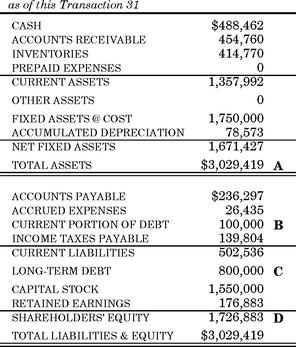 as of this Transaction 31
CASH $488,462
ACCOUNTS RECEIVABLE 454,760
INVENTORIES 414,770
PREPAID EXPENSES 0
CURRENT ASSETS 1,357,992
OTHER ASSETS 0
FIXED ASSETS @ COST 1,750,000
ACCUMULATED DEPRECIATION 78,573
NET FIXED ASSETS 1,671,427
TOTAL ASSETS $3,029,419 A
ACCOUNTS PAYABLE $236,297
ACCRUED EXPENSES 26,435
CURRENT PORTION OF DEBT 100,000 B
INCOME TAXES PAYABLE 139,804
CURRENT LIABILITIES 502,536
LONG-TERM DEBT 800,000 C
CAPITAL STOCK 1,550,000
RETAINED EARNINGS 176,883
SHAREHOLDERS' EQUITY 1,726,883 D
TOTAL LIABILITIES & EQUITY $3,029,419